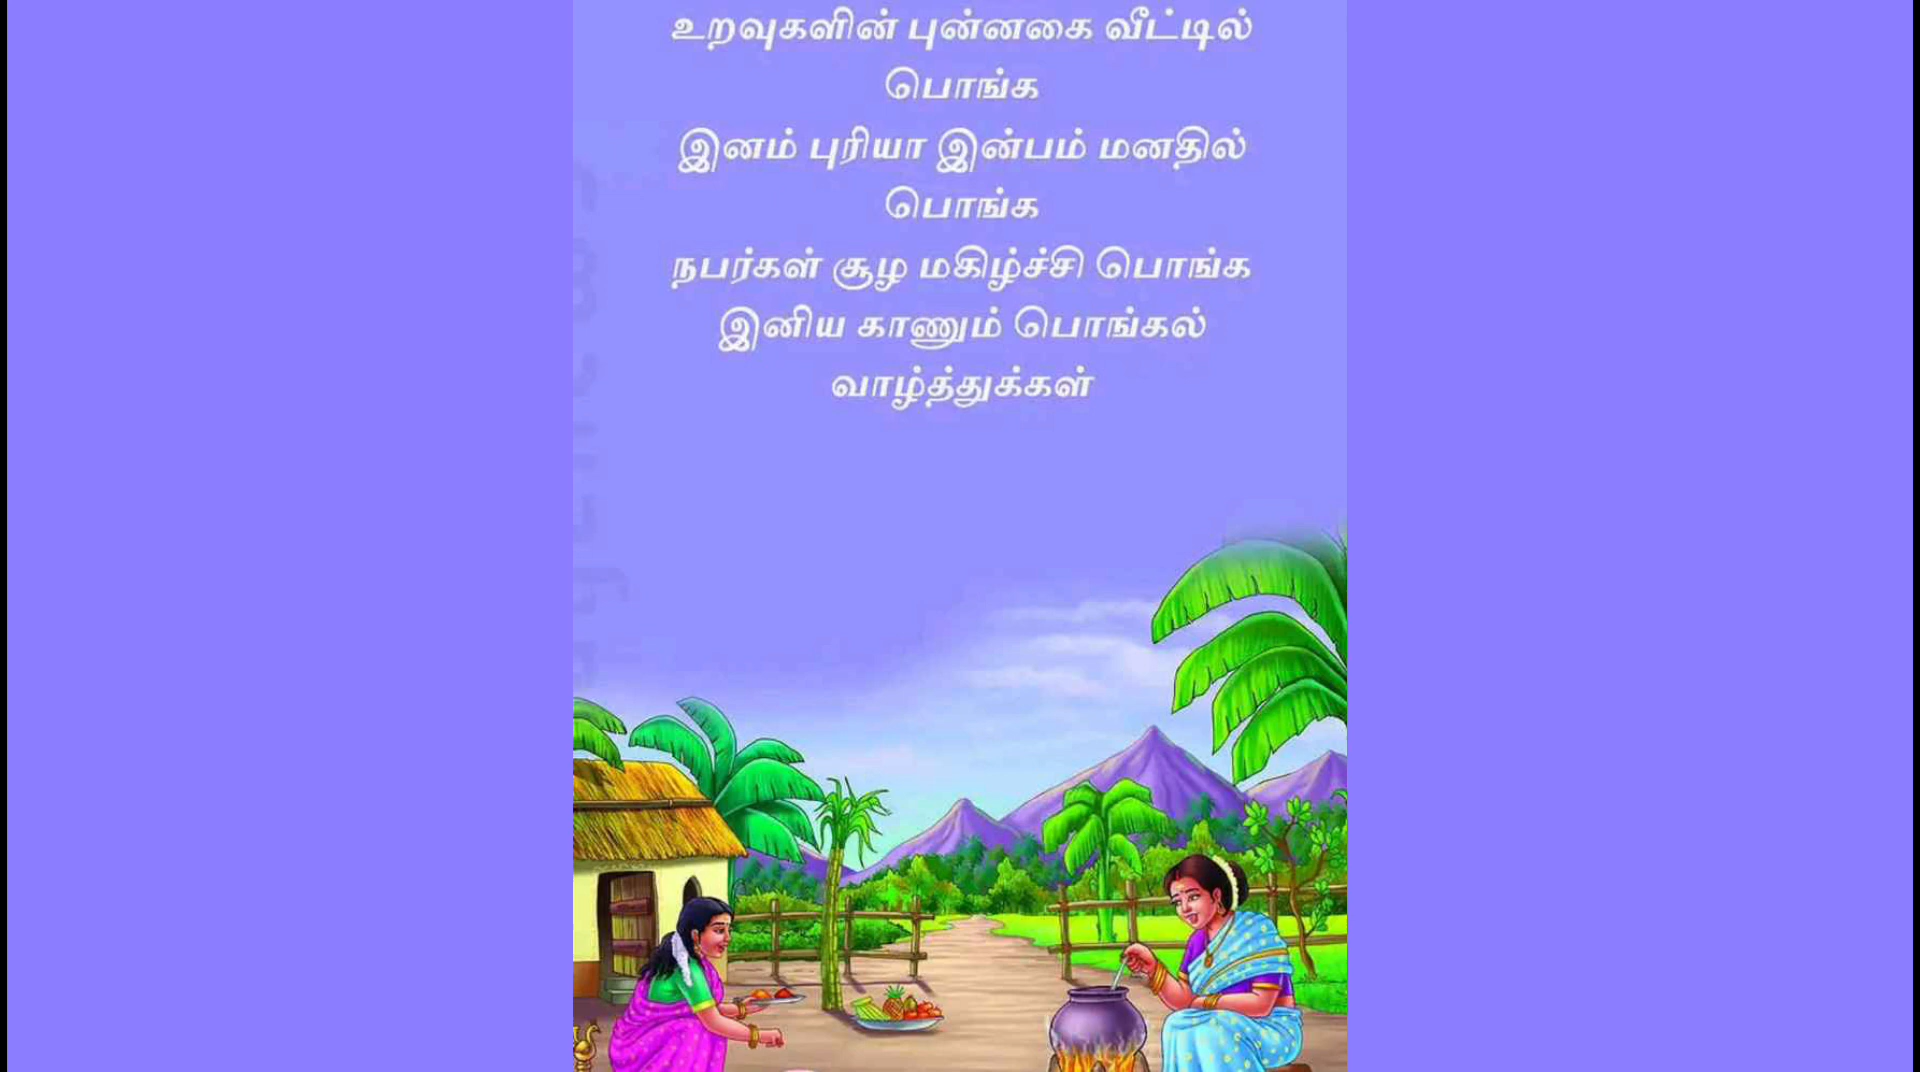 உறவுகளின் புன்னகை வீட்டில்
பொங்க
இனம் புரியா இன்பம் மனதில்
பொங்க
நபர்கள் சூழ மகிழ்ச்சி பொங்க
இனிய காணும் பொங்கல்
வாழ்த்துக்கள்